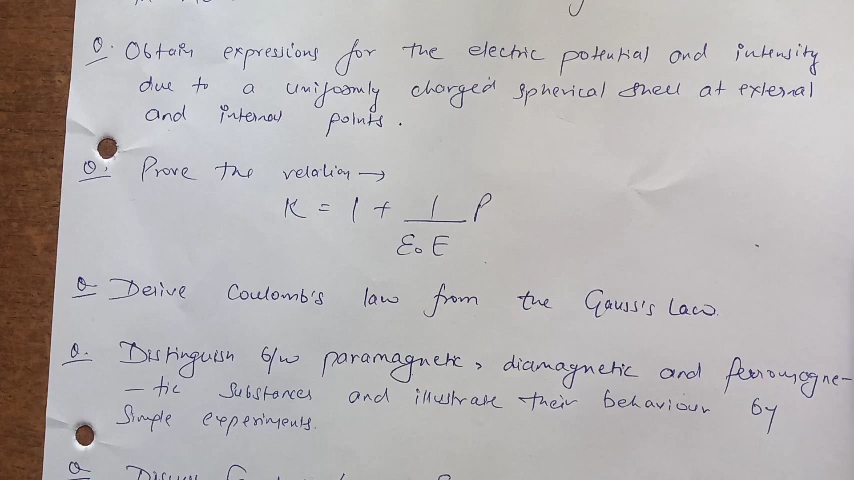 Q. Obtain expressions for the electric potential and intensity
due to a uniformly charged spherical shell at external
and internal points.
Q. Prove the relation →
K = 1 + 1/ε₀E P
Q Derive Coulomb's law from the Gauss's Law.
Q. Distinguish b/w paramagnetic, diamagnetic and ferromagne-
-tic substances and illustrate their behaviour by
simple experiments.
Q